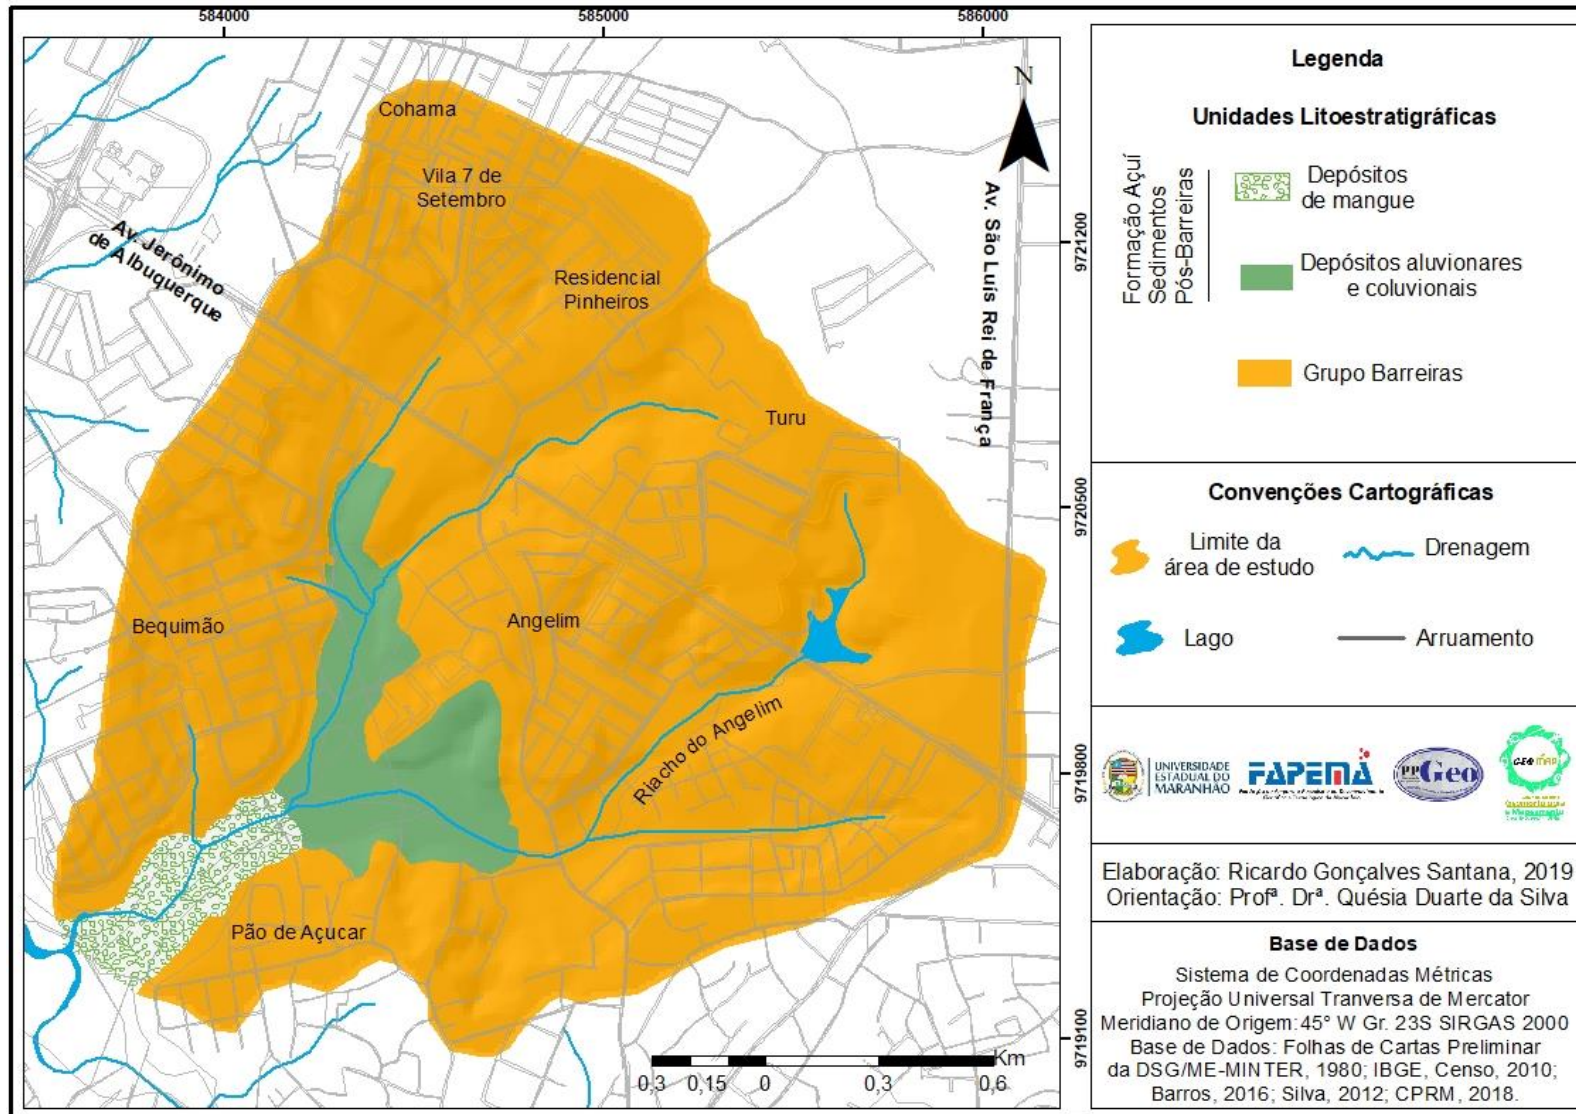 584000
585000
586000
Cohama
Vila 7 de
Setembro
Av. Jerônimo
de Albuquerque
Residencial
Pinheiros
N
Av. São Luís Rei de França
Turu
Bequimão
Angelim
Riacho do Angelim
Pão de Açucar
9721200
9720500
9719800
9719100
Km
0,3 0,15 0 0,3 0,6
Legenda
Unidades Litoestratigráficas
Formação Açuí
Sedimentos
Pós-Barreiras
Depósitos
de mangue
Depósitos aluvionares
e coluvionais
Grupo Barreiras
Convenções Cartográficas
Limite da
área de estudo
Drenagem
Lago
Arruamento
UNIVERSIDADE
ESTADUAL DO
MARANHÃO
FAPEMA
PPGeo
Elaboração: Ricardo Gonçalves Santana, 2019
Orientação: Profª. Drª. Quésia Duarte da Silva
Base de Dados
Sistema de Coordenadas Métricas
Projeção Universal Tranversa de Mercator
Meridiano de Origem:45° W Gr. 23S SIRGAS 2000
Base de Dados: Folhas de Cartas Preliminar
da DSG/ME-MINTER, 1980; IBGE, Censo, 2010;
Barros, 2016; Silva, 2012; CPRM, 2018.